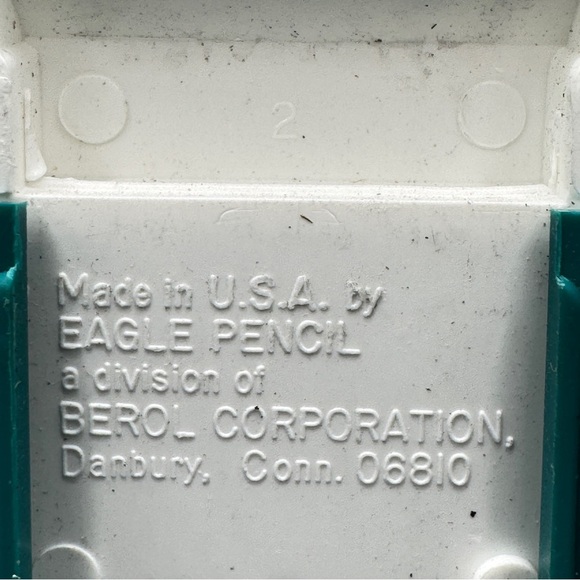 2
Made in U.S.A. by
EAGLE PENCIL
a division of
BEROL CORPORATION,
Danbury, Conn. 06810